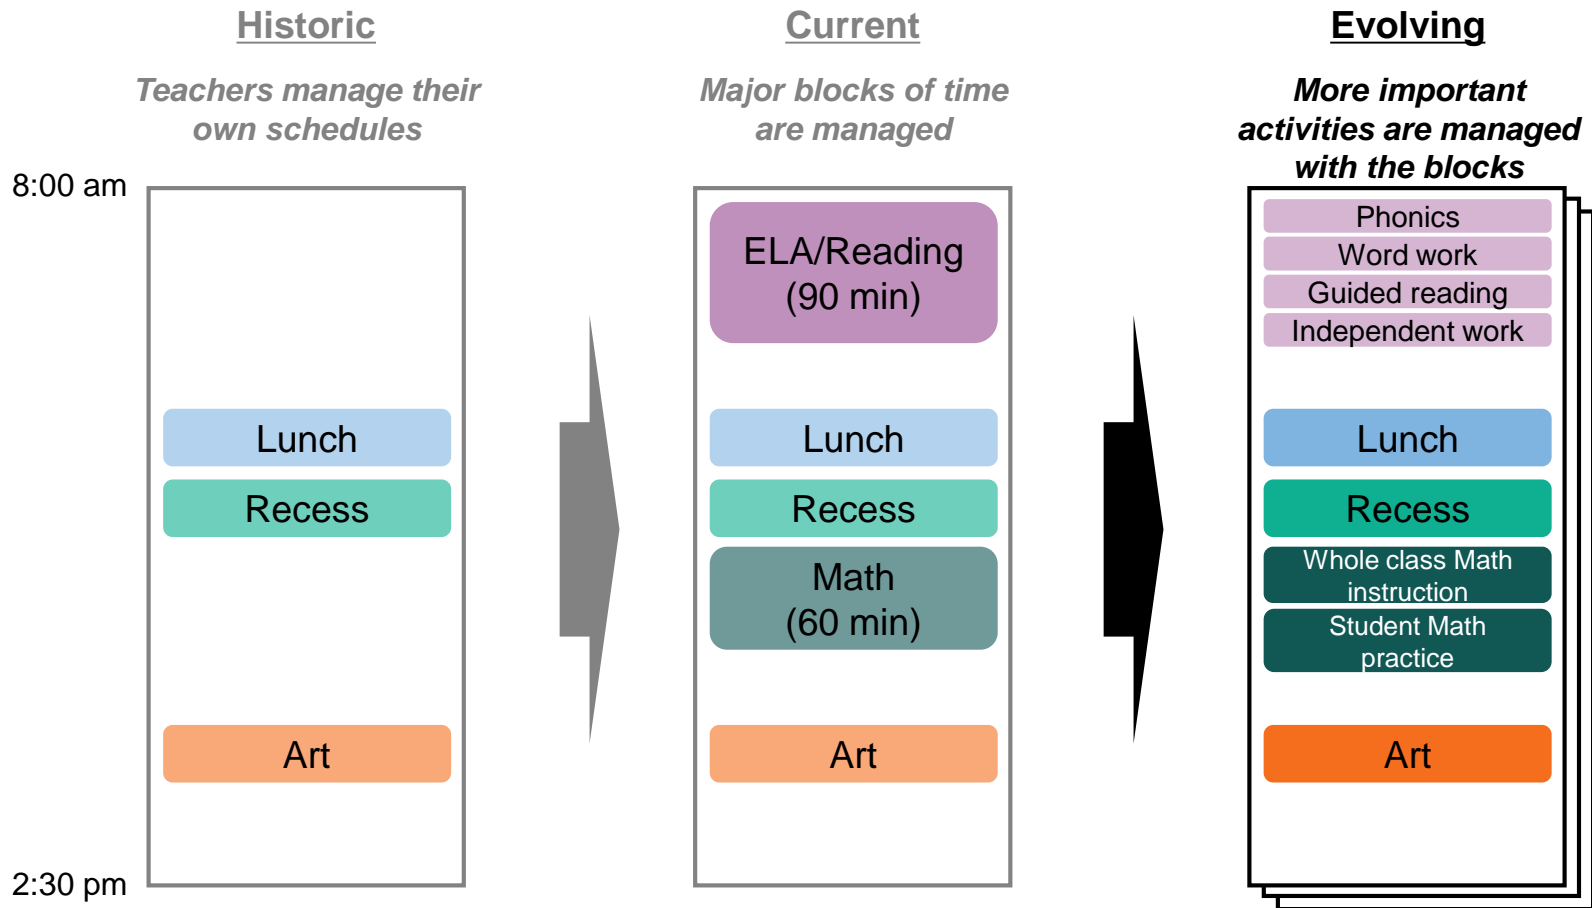 Historic
Teachers manage their
own schedules
Current
Major blocks of time
are managed
Evolving
More important
activities are managed
with the blocks
8:00 am
2:30 pm
Lunch
Recess
Art
ELA/Reading
(90 min)
Lunch
Recess
Math
(60 min)
Art
Phonics
Word work
Guided reading
Independent work
Lunch
Recess
Whole class Math
instruction
Student Math
practice
Art